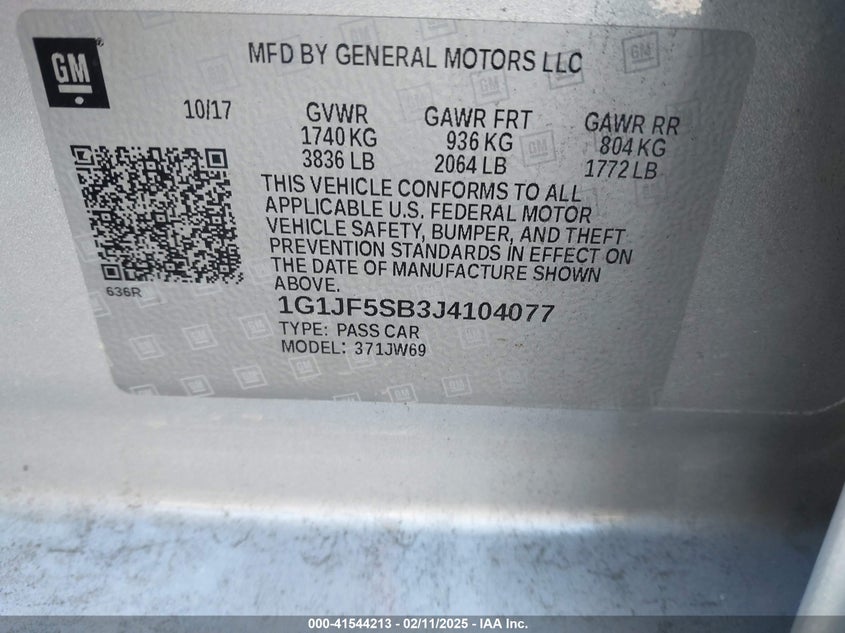 GM
MFD BY GENERAL MOTORS LLC
10/17 GVWR GAWR FRT GAWR RR
1740 KG 936 KG 804 KG
3836 LB 2064 LB 1772 LB
THIS VEHICLE CONFORMS TO ALL
APPLICABLE U.S. FEDERAL MOTOR
VEHICLE SAFETY, BUMPER, AND THEFT
PREVENTION STANDARDS IN EFFECT ON
THE DATE OF MANUFACTURE SHOWN
ABOVE.
636R
1G1JF5SB3J4104077
TYPE: PASS CAR
MODEL: 371JW69
000-41544213 - 02/11/2025 - IAA Inc.